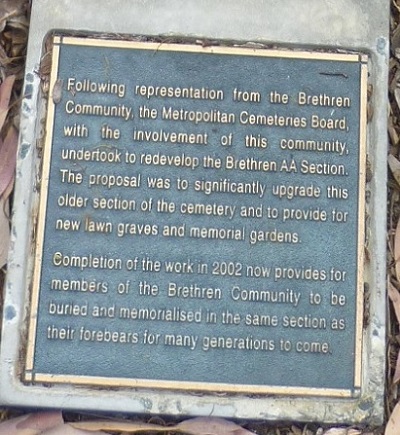 Following representation from the Brethren
Community, the Metropolitan Cemeteries Board,
with the involvement of this community,
undertook to redevelop the Brethren AA Section.
The proposal was to significantly upgrade this
older section of the cemetery and to provide for
new lawn graves and memorial gardens.
Completion of the work in 2002 now provides for
members of the Brethren Community to be
buried and memorialised in the same section as
their forebears for many generations to come.